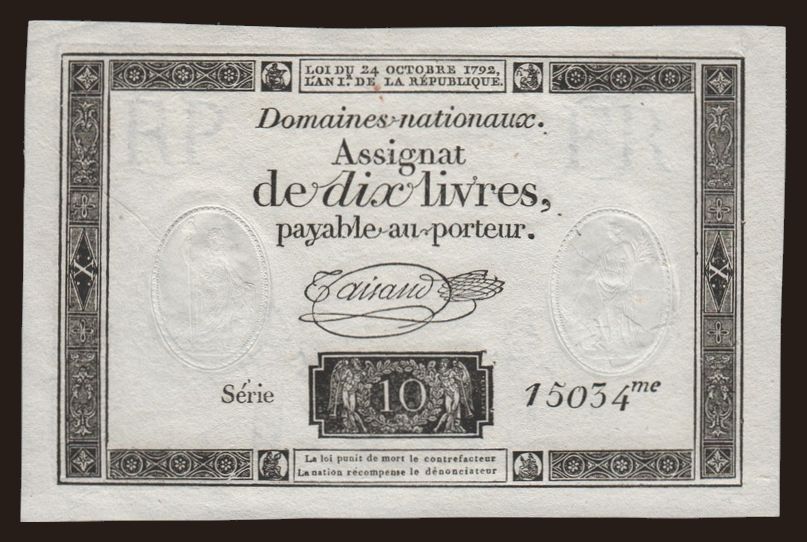 LOI DU 24 OCTOBRE 1792,
L'AN I.er DE LA RÉPUBLIQUE.
Domaines nationaux.
Assignat
de dix livres,
payable au porteur.
Taisaud
X
X
10
Série 15034me
La loi punit de mort le contrefacteur
La nation récompense le dénonciateur